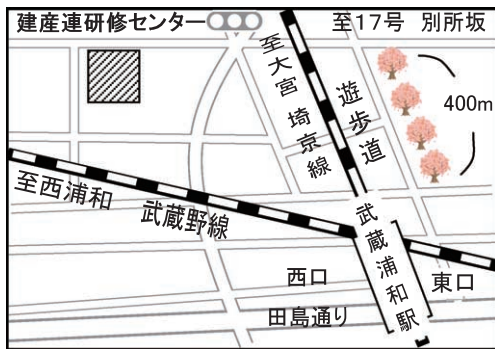 建産連研修センター
至17号 別所坂
至大宮 埼京線
遊歩道
400m
至西浦和 武蔵野線
武蔵浦和駅
西口
東口
田島通り